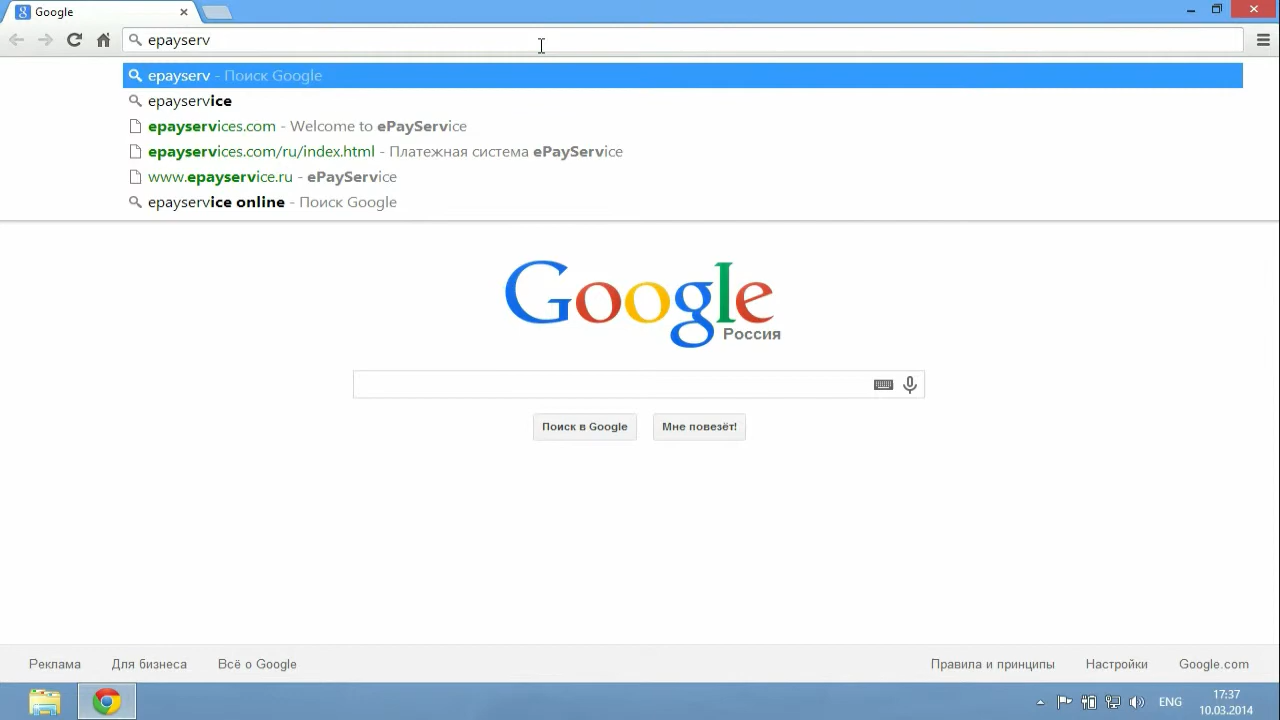 Google
epayserv
epayserv - Поиск Google
epayservice
epayservices.com - Welcome to ePayService
epayservices.com/ru/index.html - Платежная система ePayService
www.epayservice.ru - ePayService
epayservice online - Поиск Google
Google
Россия
Поиск в Google Мне повезёт!
Реклама Для бизнеса Всё о Google Правила и принципы Настройки Google.com
ENG 17:37
10.03.2014